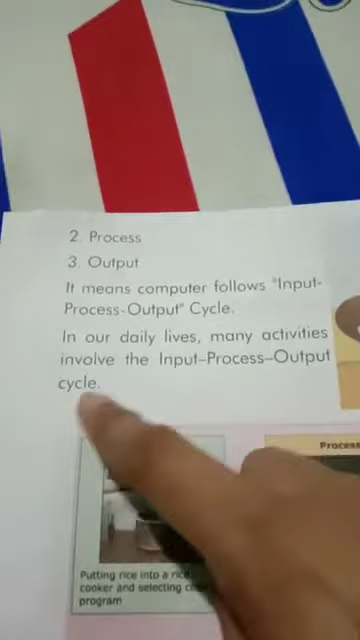 2. Process
3. Output
It means computer follows "Input-
Process-Output" Cycle.
In our daily lives, many activities
involve the Input–Process–Output
cycle.
Process
Putting rice into a rice
cooker and selecting
program